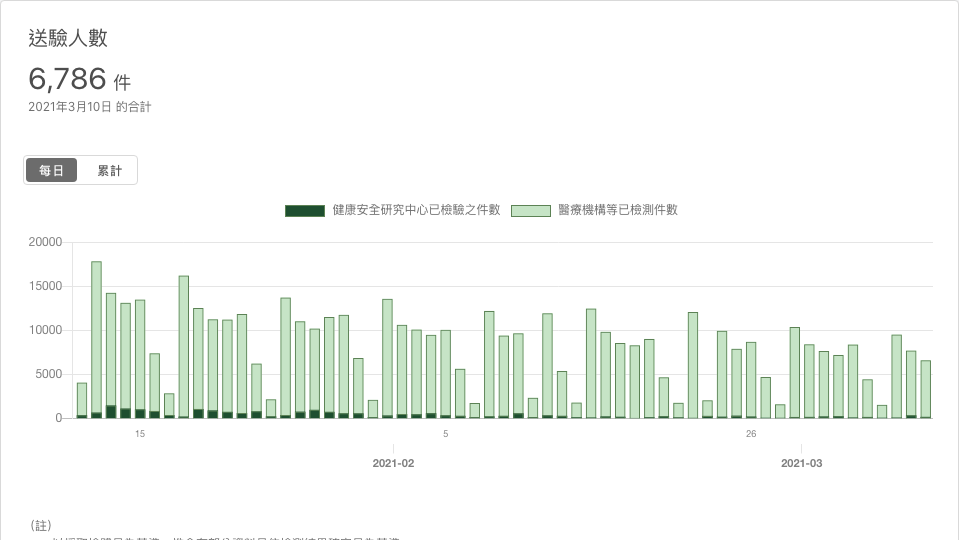 送驗人數
6,786 件
2021年3月10日 的合計
每日 累計
健康安全研究中心已檢驗之件數 醫療機構等已檢測件數
20000
15000
10000
5000
0
15 5 26
2021-02 2021-03
(註)